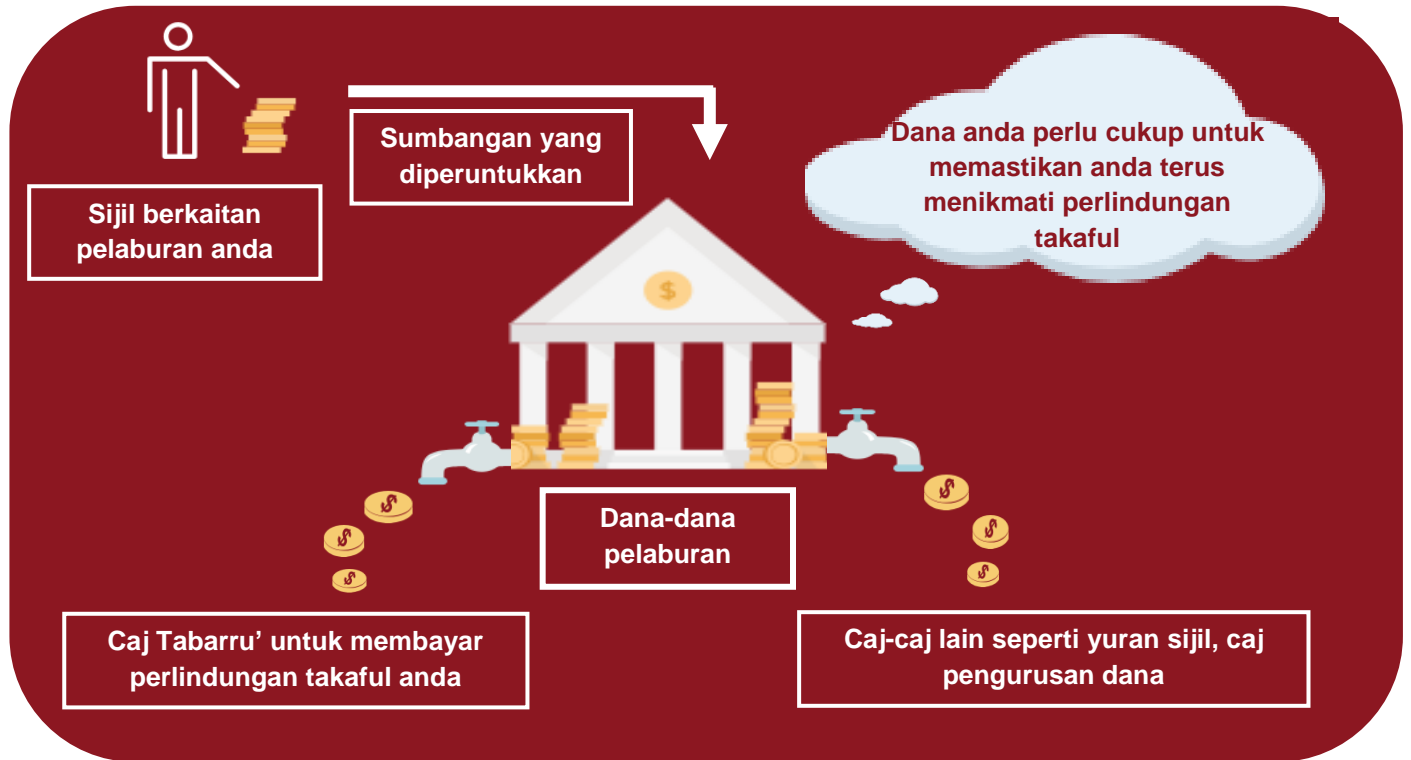 Sumbangan yang
diperuntukkan
Sijil berkaitan
pelaburan anda
Dana anda perlu cukup untuk
memastikan anda terus
menikmati perlindungan
takaful
$
Dana-dana
pelaburan
$
$
$
$
$
$
Caj Tabarru’ untuk membayar
perlindungan takaful anda
Caj-caj lain seperti yuran sijil, caj
pengurusan dana